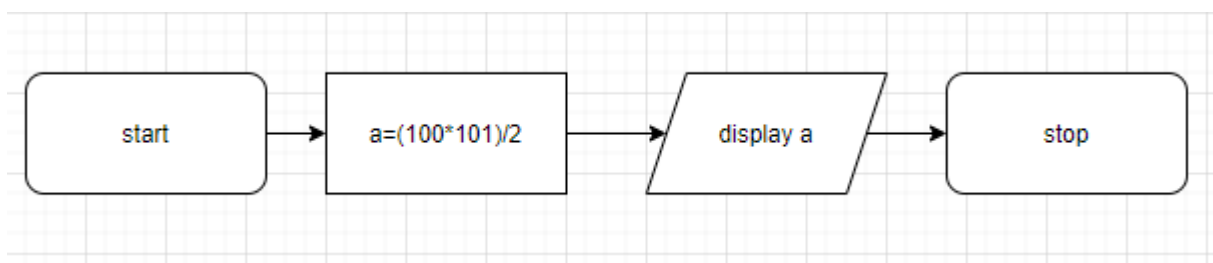 start
a=(100*101)/2
display a
stop